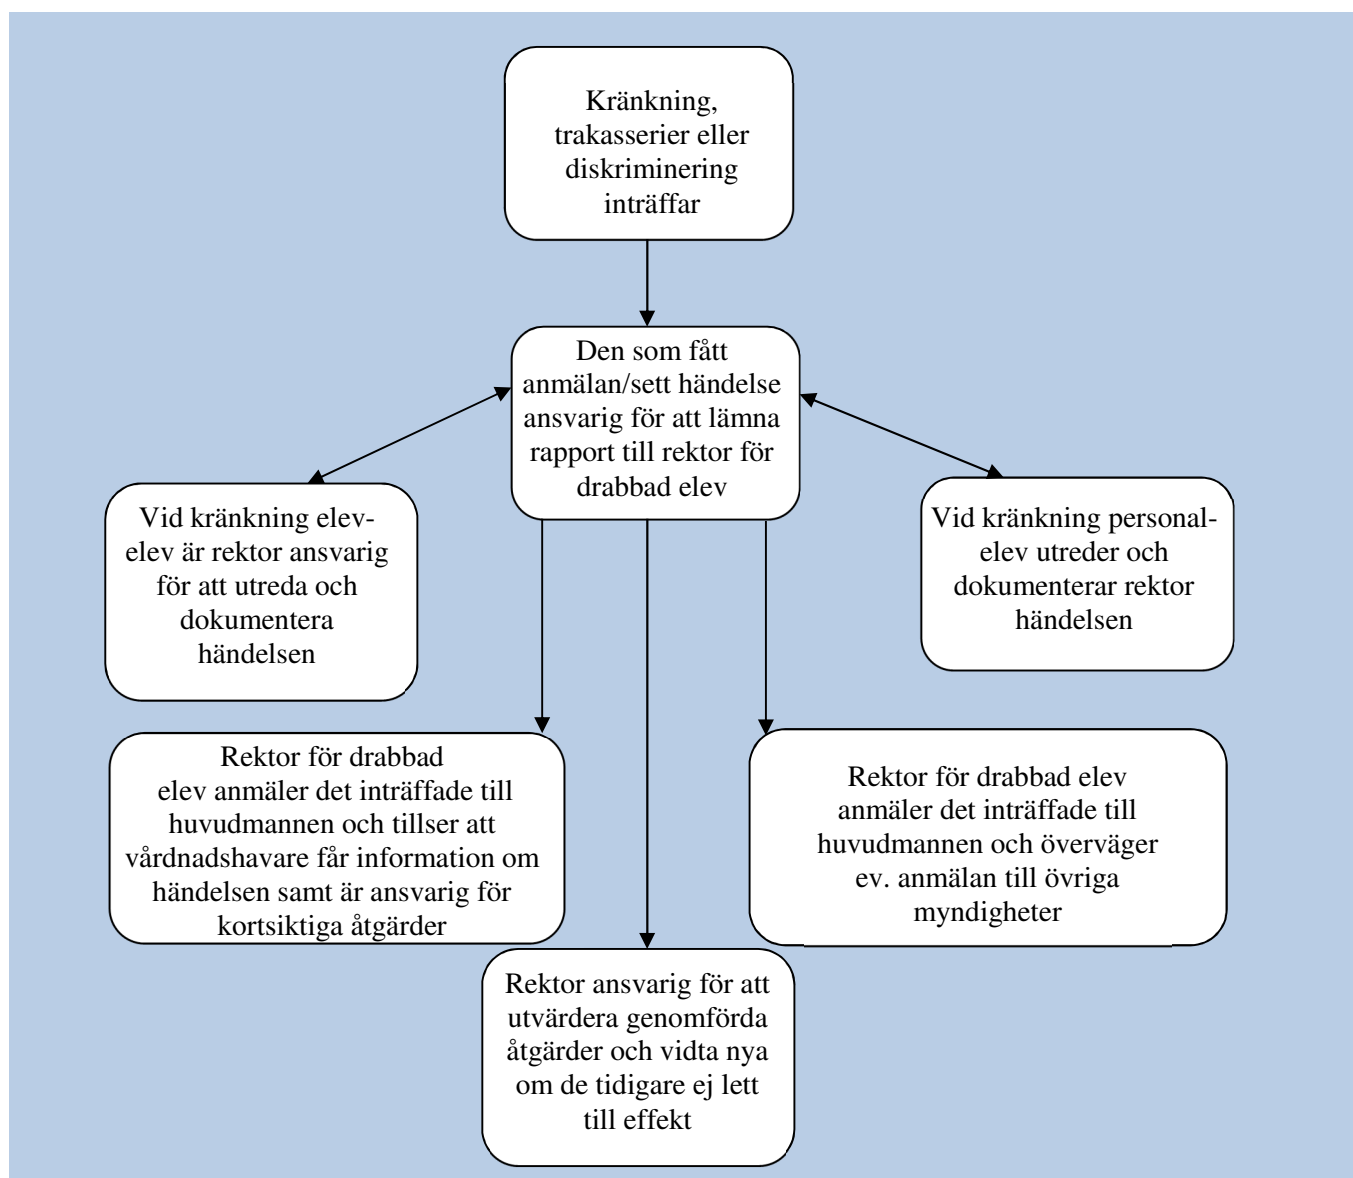 Kränkning,
trakasserier eller
diskriminering
inträffar
Den som fått
anmälan/sett händelse
ansvarig för att lämna
rapport till rektor för
drabbad elev
Vid kränkning elev-
elev är rektor ansvarig
för att utreda och
dokumentera
händelsen
Vid kränkning personal-
elev utreder och
dokumenterar rektor
händelsen
Rektor för drabbad
elev anmäler det inträffade till
huvudmannen och tillser att
vårdnadshavare får information om
händelsen samt är ansvarig för
kortsiktiga åtgärder
Rektor för drabbad elev
anmäler det inträffade till
huvudmannen och överväger
ev. anmälan till övriga
myndigheter
Rektor ansvarig för att
utvärdera genomförda
åtgärder och vidta nya
om de tidigare ej lett
till effekt